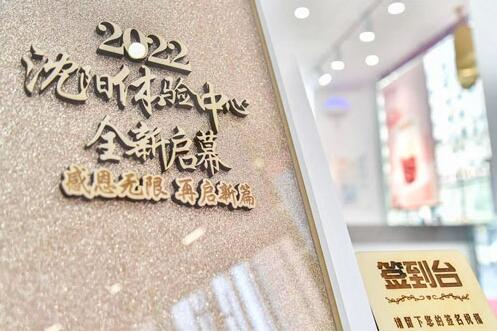 2022
沈阳体验中心
全新启幕
感恩无限 再启新篇
签到台
请留下您的签名祝福